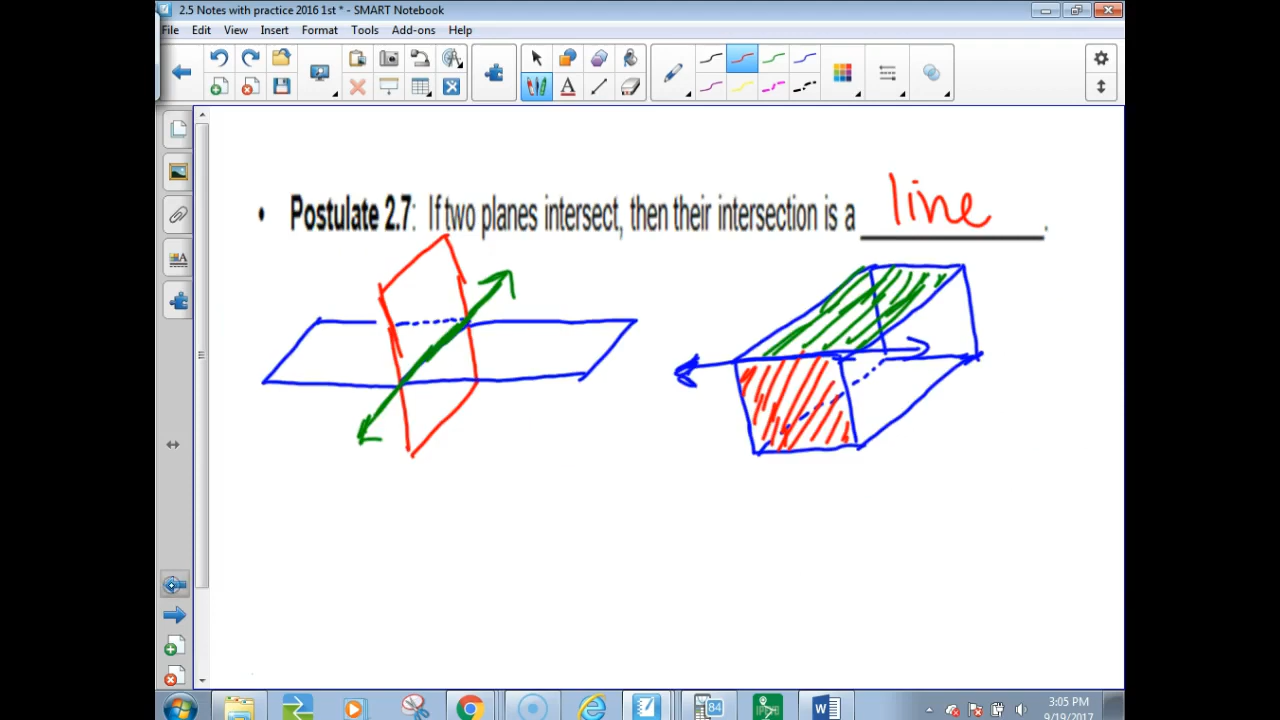 2.5 Notes with practice 2016 1st * - SMART Notebook
File Edit View Insert Format Tools Add-ons Help
• Postulate 2.7: If two planes intersect, then their intersection is a line.
84
3:05 PM
9/19/2017